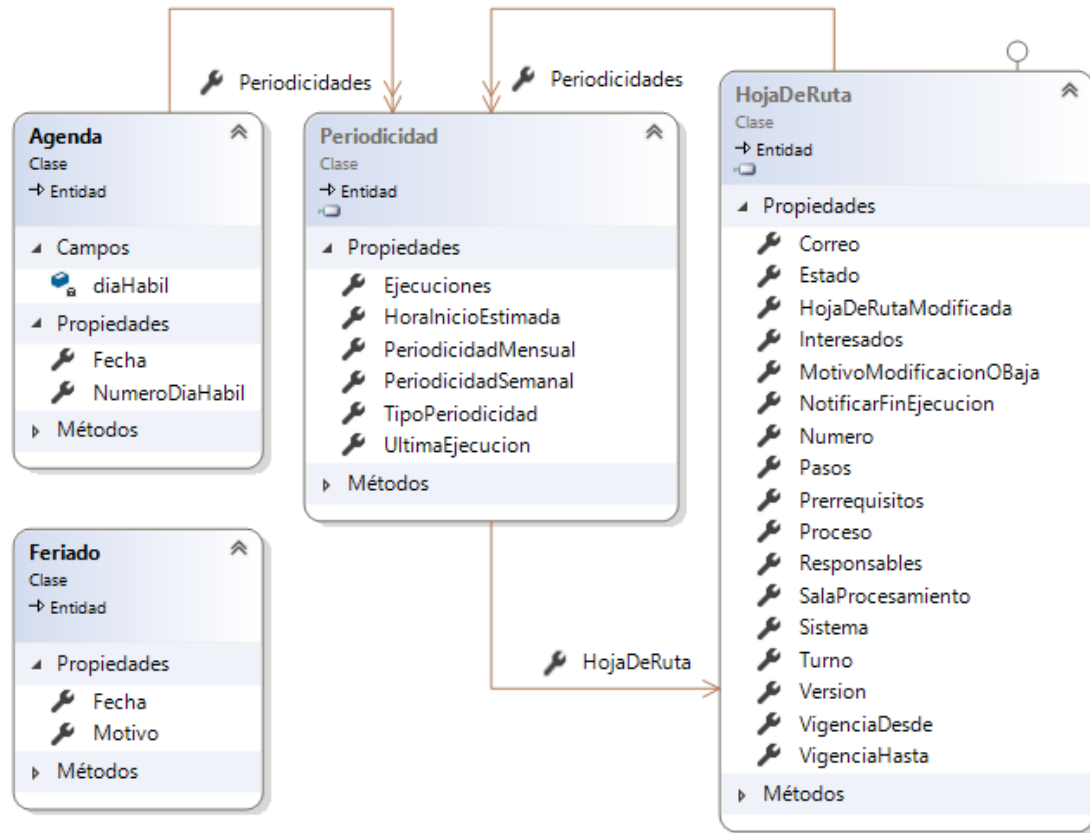 Periodicidades
Periodicidades
Agenda
Clase
Entidad
Campos
diaHabil
Propiedades
Fecha
NumeroDiaHabil
Métodos
Periodicidad
Clase
Entidad
Propiedades
Ejecuciones
HoraInicioEstimada
PeriodicidadMensual
PeriodicidadSemanal
TipoPeriodicidad
UltimaEjecucion
Métodos
HojaDeRuta
Clase
Entidad
Propiedades
Correo
Estado
HojaDeRutaModificada
Interesados
MotivoModificacionOBaja
NotificarFinEjecucion
Numero
Pasos
Prerrequisitos
Proceso
Responsables
SalaProcesamiento
Sistema
Turno
Version
VigenciaDesde
VigenciaHasta
Métodos
Feriado
Clase
Entidad
Propiedades
Fecha
Motivo
Métodos
HojaDeRuta